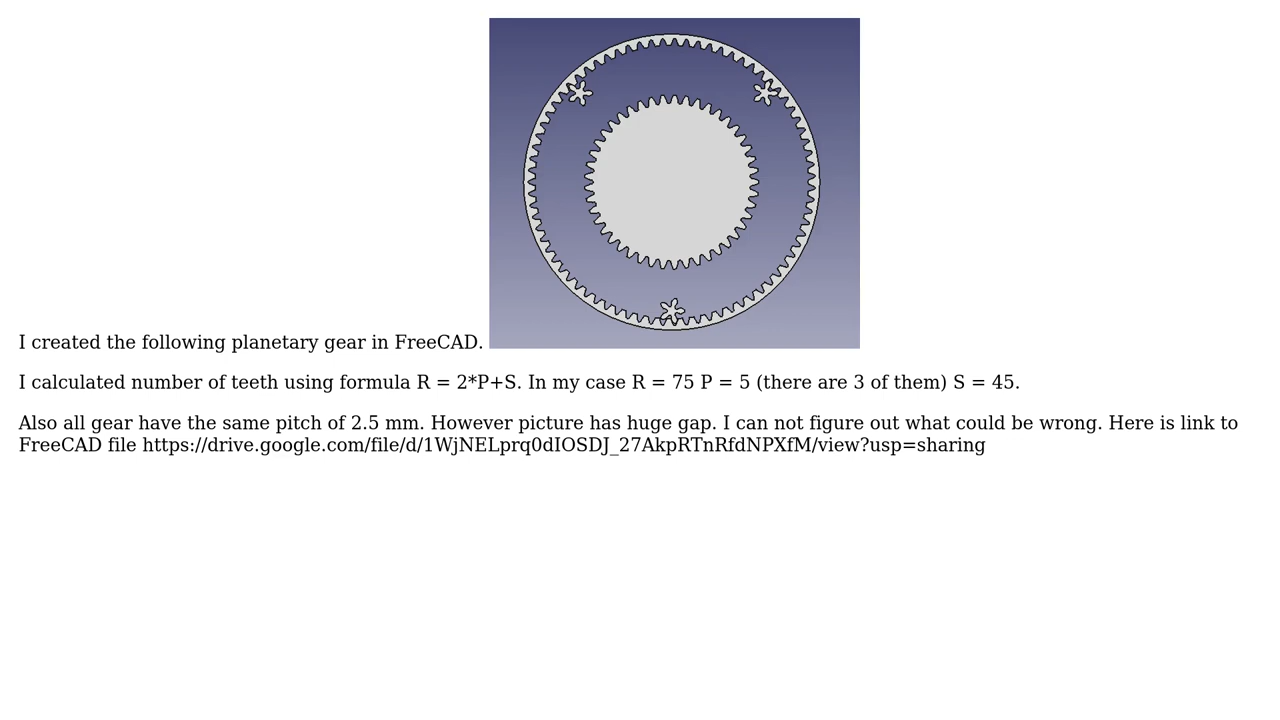 I created the following planetary gear in FreeCAD.
I calculated number of teeth using formula R = 2*P+S. In my case R = 75 P = 5 (there are 3 of them) S = 45.
Also all gear have the same pitch of 2.5 mm. However picture has huge gap. I can not figure out what could be wrong. Here is link to
FreeCAD file https://drive.google.com/file/d/1WjNELprq0dIOSDJ_27AkpRTnRfdNPXfM/view?usp=sharing